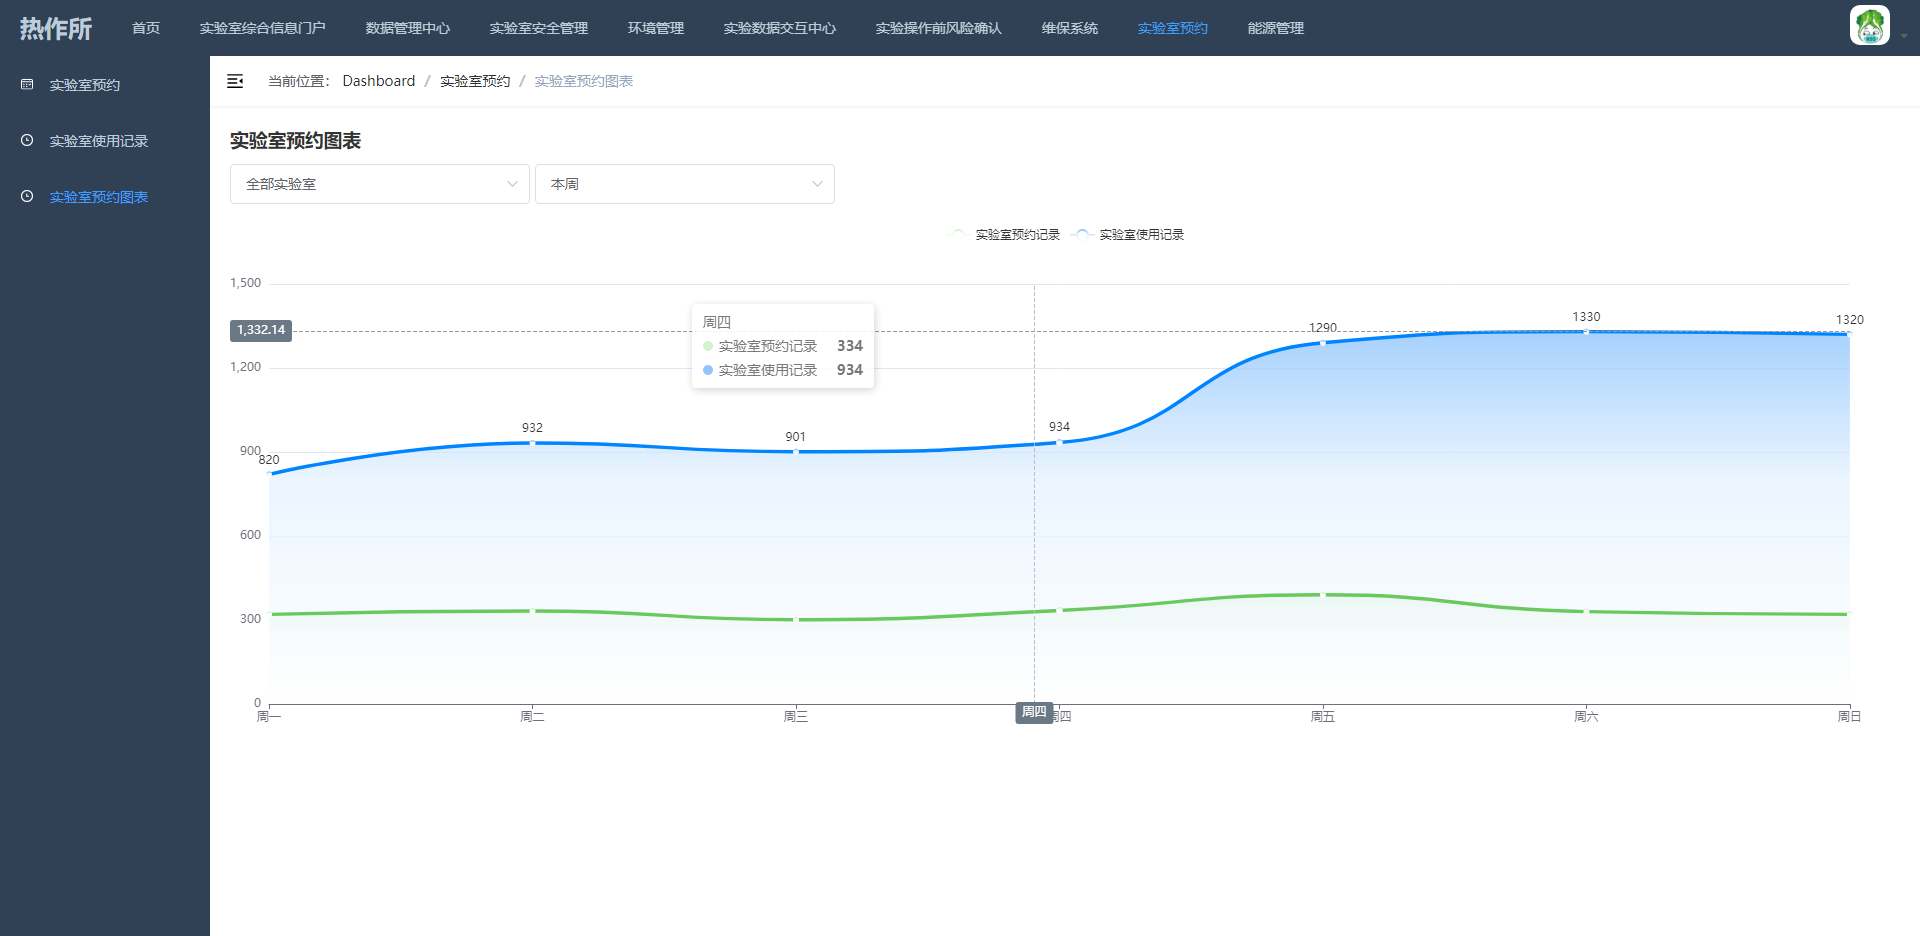 热作所 首页 实验室综合信息门户 数据管理中心 实验室安全管理 环境管理 实验数据交互中心 实验操作前风险确认 维保系统 实验室预约 能源管理
实验室预约
实验室使用记录
实验室预约图表
当前位置: Dashboard / 实验室预约 / 实验室预约图表
实验室预约图表
全部实验室 本周
实验室预约记录 实验室使用记录
1,500
1,332.14
1,200
900
600
300
0
820
932
901
934
1290
1330
1320
周四
实验室预约记录 334
实验室使用记录 934
周一 周二 周三 周四 周四 周五 周六 周日